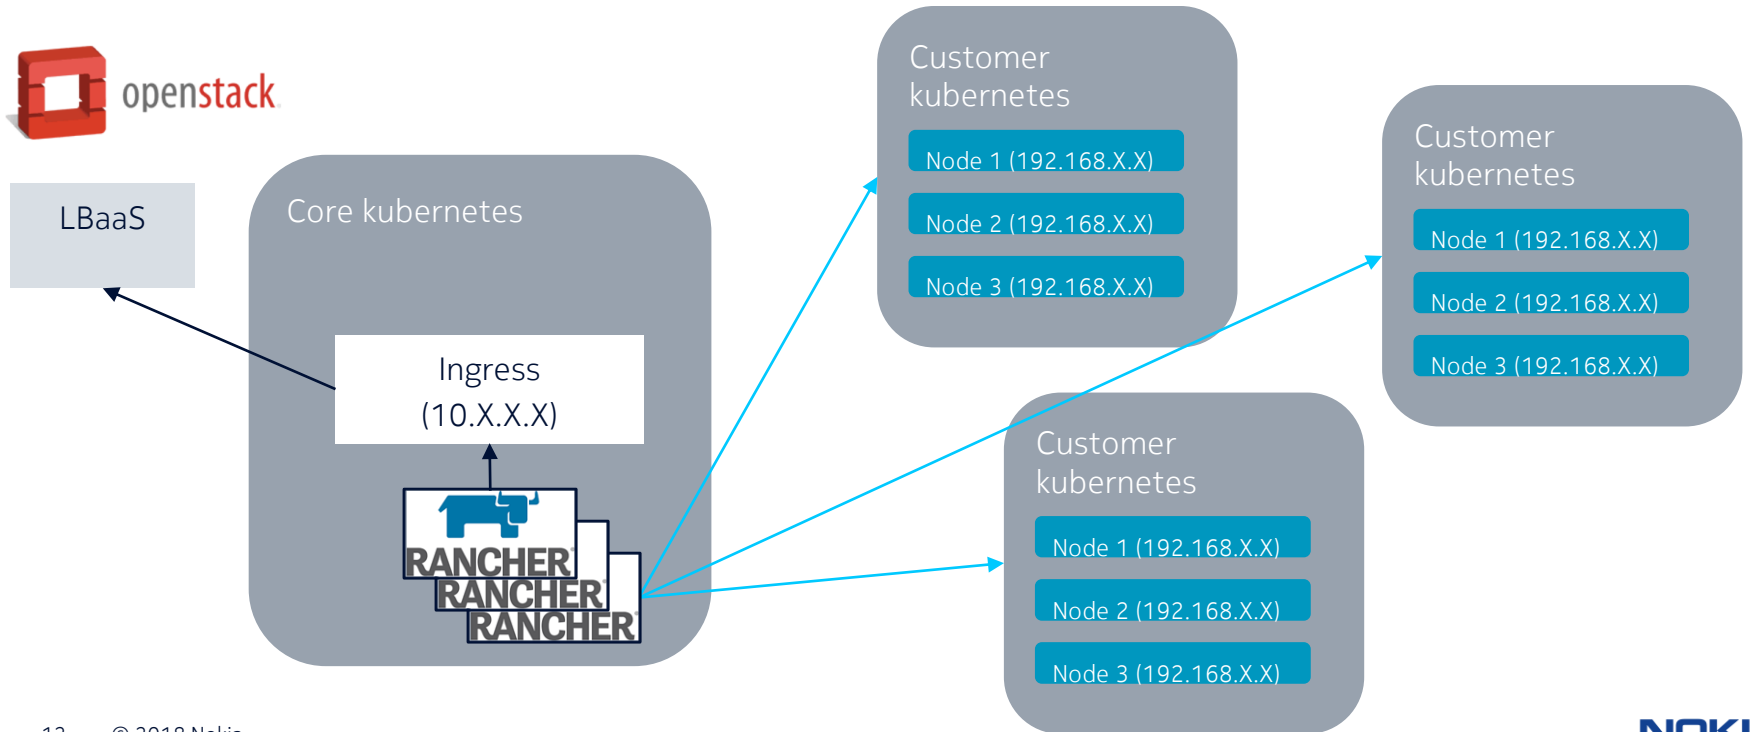 openstack
LBaaS
Core kubernetes
Ingress
(10.X.X.X)
RANCHER
RANCHER
RANCHER
Customer
kubernetes
Node 1 (192.168.X.X)
Node 2 (192.168.X.X)
Node 3 (192.168.X.X)
Customer
kubernetes
Node 1 (192.168.X.X)
Node 2 (192.168.X.X)
Node 3 (192.168.X.X)
Customer
kubernetes
Node 1 (192.168.X.X)
Node 2 (192.168.X.X)
Node 3 (192.168.X.X)
© 2018 Nokia